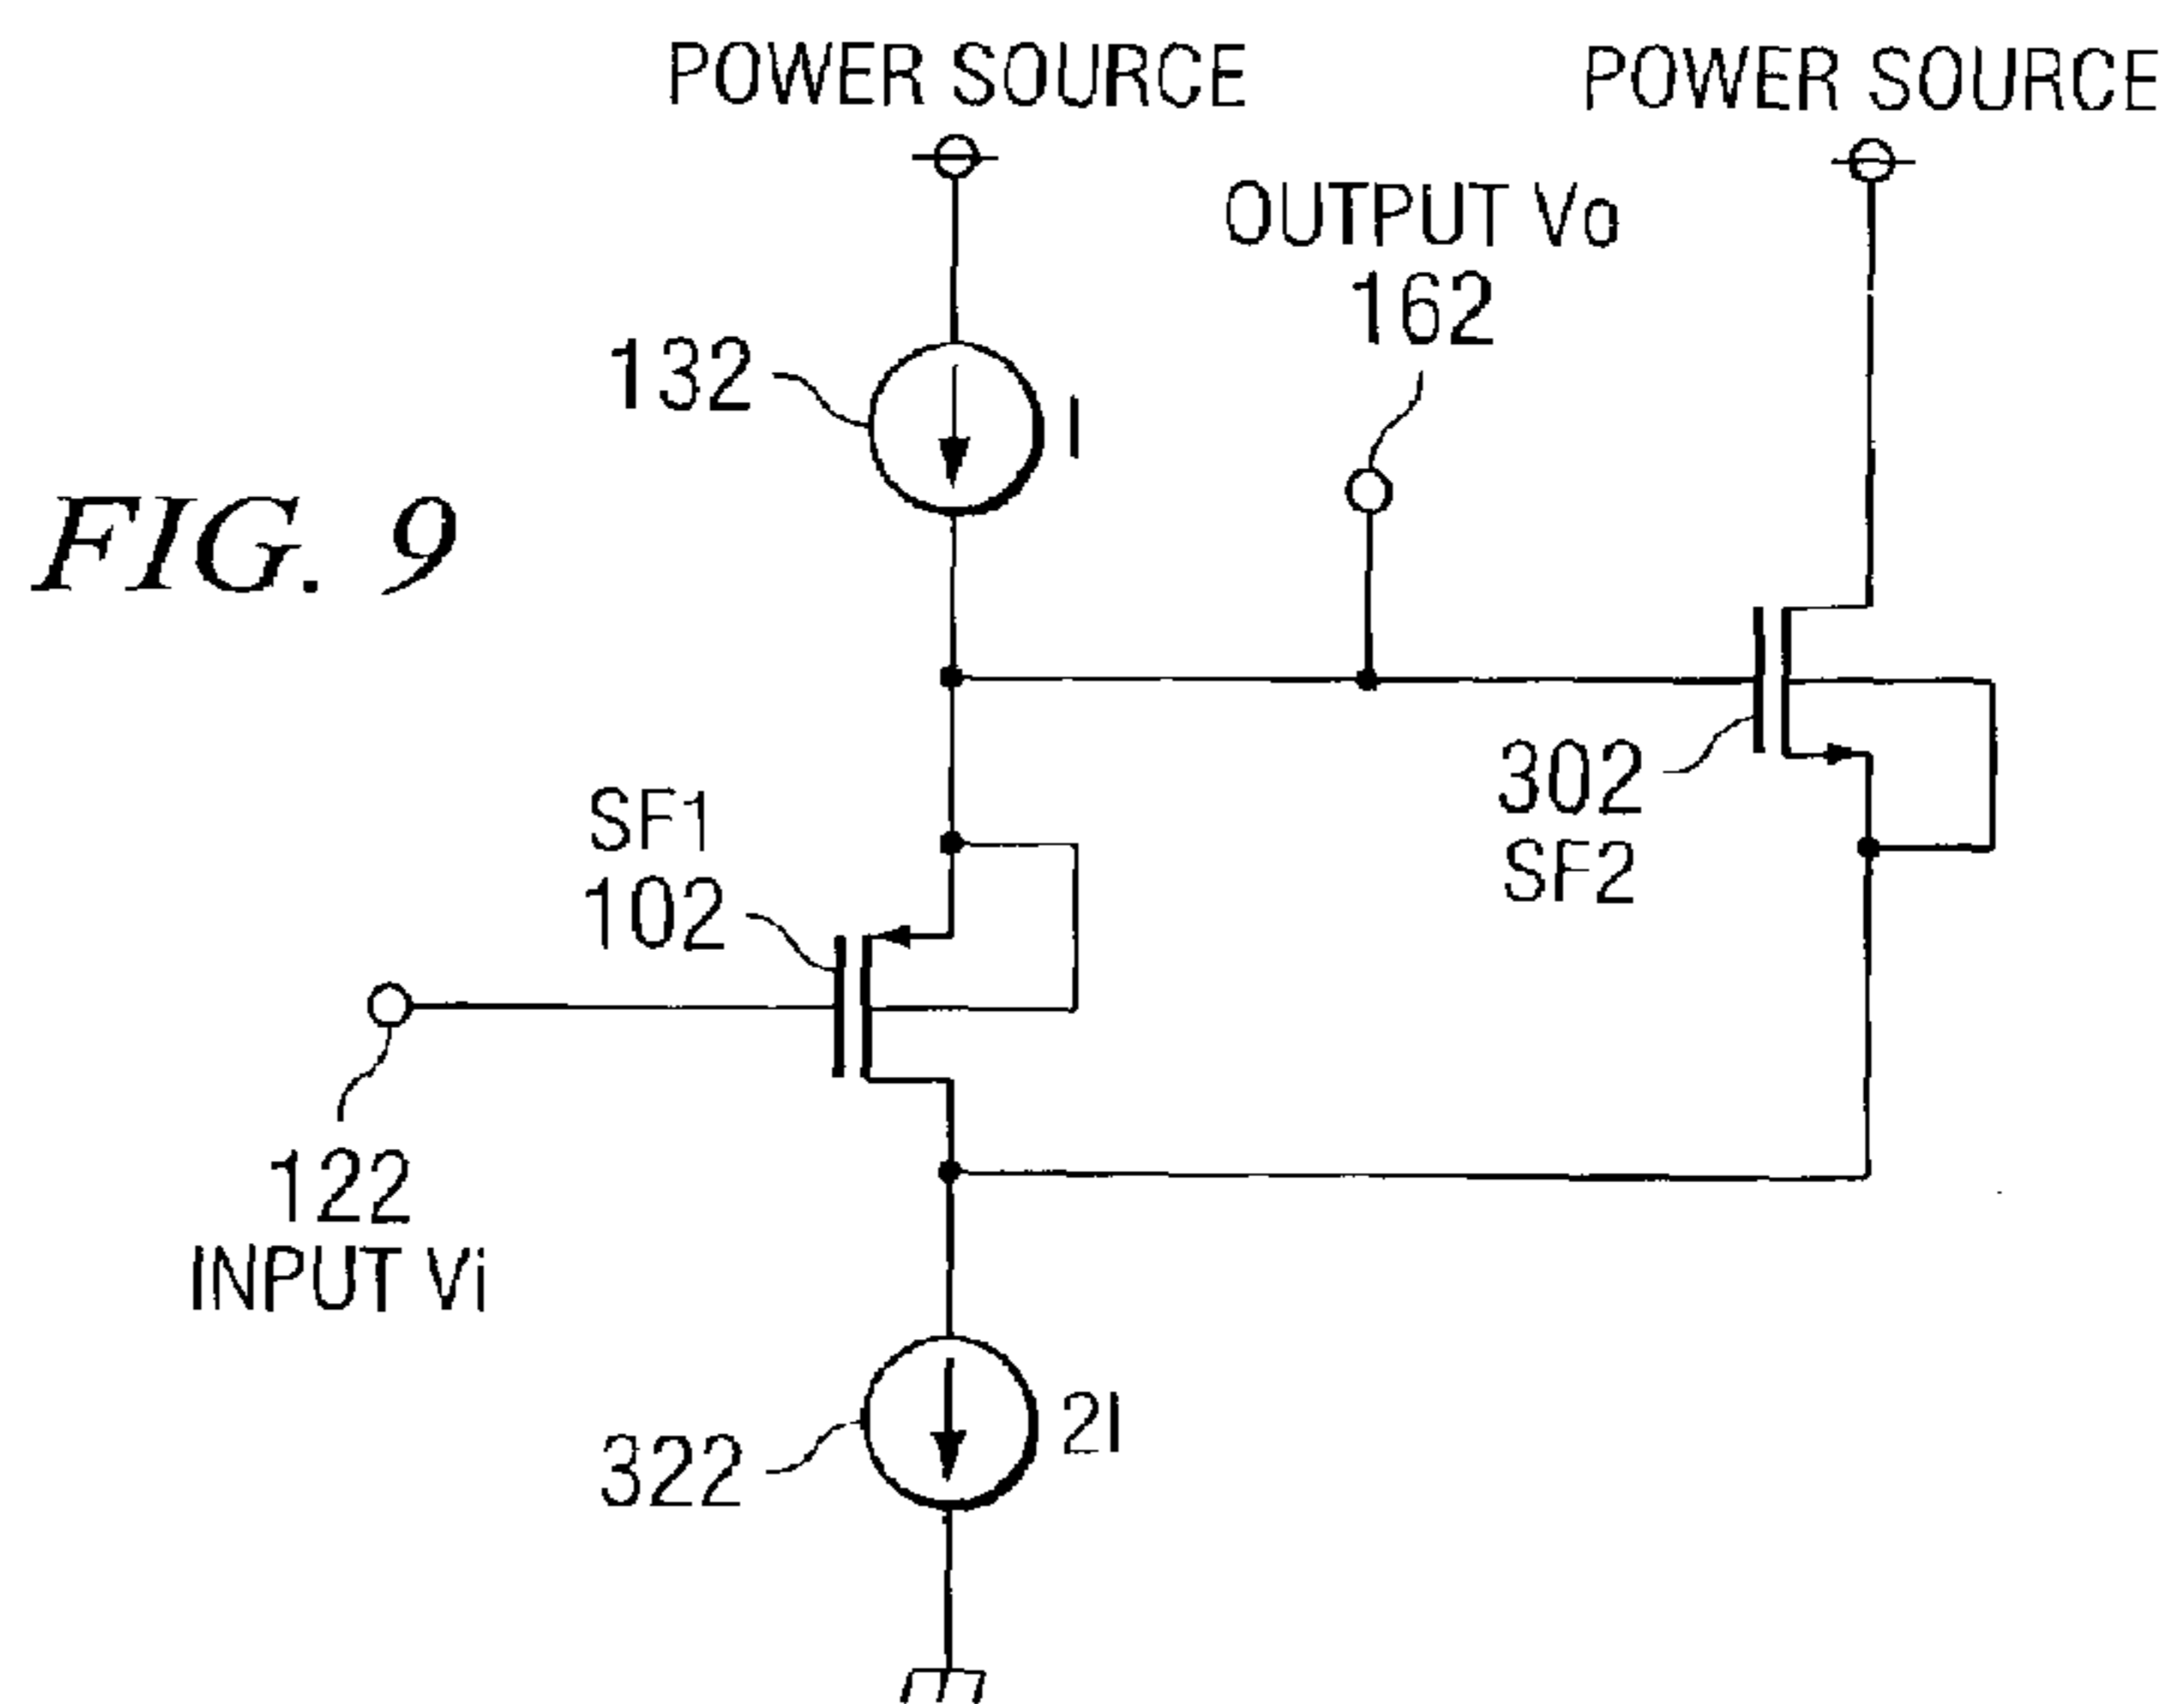 POWER SOURCE
POWER SOURCE
OUTPUT Vo
162
132
I
FIG. 9
302
SF2
SF1
102
122
INPUT Vi
322
2I